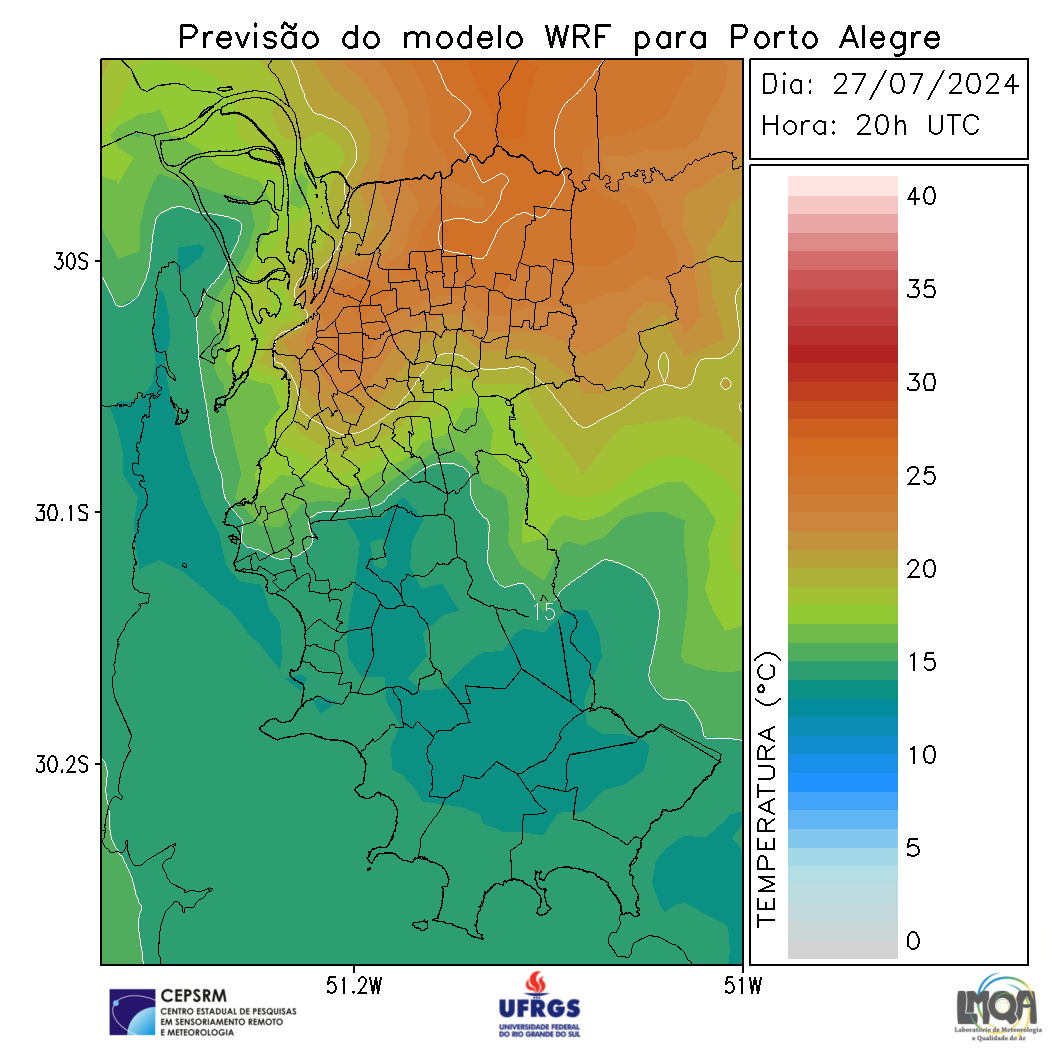 Previsão do modelo WRF para Porto Alegre
Dia: 27/07/2024
Hora: 20h UTC
30S
30.1S
30.2S
51.2W
51W
15
TEMPERATURA (°C)
40
35
30
25
20
15
10
5
0
CEPSRM
CENTRO ESTADUAL DE PESQUISAS
EM SENSORIAMENTO REMOTO
E METEOROLOGIA
UFRGS
UNIVERSIDADE FEDERAL
DO RIO GRANDE DO SUL
LMQA
Laboratório de Meteorologia
e Qualidade do Ar